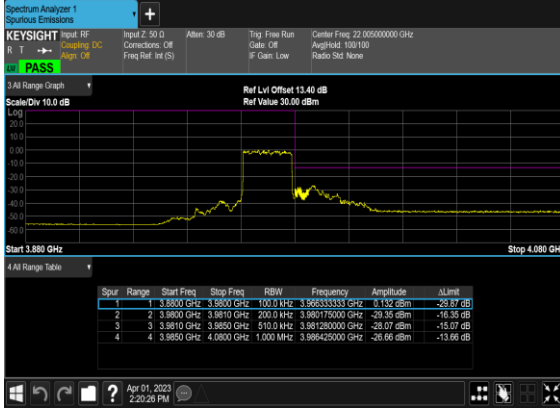 Spectrum Analyzer 1
Spurious Emissions
+
KEYSIGHT Input: RF Input Z: 50 Ω Atten: 30 dB Trig: Free Run Center Freq: 22.005000000 GHz
R T Coupling: DC Corrections: Off Gate: Off Avg|Hold: 100/100
Align: Off Freq Ref: Int (S) IF Gain: Low Radio Std: None
PASS
3 All Range Graph Ref Lvl Offset 13.40 dB
Scale/Div 10.0 dB Ref Value 30.00 dBm
Log
20.0
10.0
0.00
-10.0
-20.0
-30.0
-40.0
-50.0
-60.0
Start 3.880 GHz Stop 4.080 GH
4 All Range Table
Spur Range Start Freq Stop Freq RBW Frequency Amplitude ΔLimit
1 1 3.8800 GHz 3.9800 GHz 100.0 kHz 3.966333333 GHz 0.132 dBm -29.87 dB
2 2 3.9800 GHz 3.9810 GHz 200.0 kHz 3.980175000 GHz -29.35 dBm -16.35 dB
3 3 3.9810 GHz 3.9850 GHz 510.0 kHz 3.981280000 GHz -28.07 dBm -15.07 dB
4 4 3.9850 GHz 4.0800 GHz 1.000 MHz 3.986425000 GHz -26.66 dBm -13.66 dB
? Apr 01, 2023
2:20:26 PM